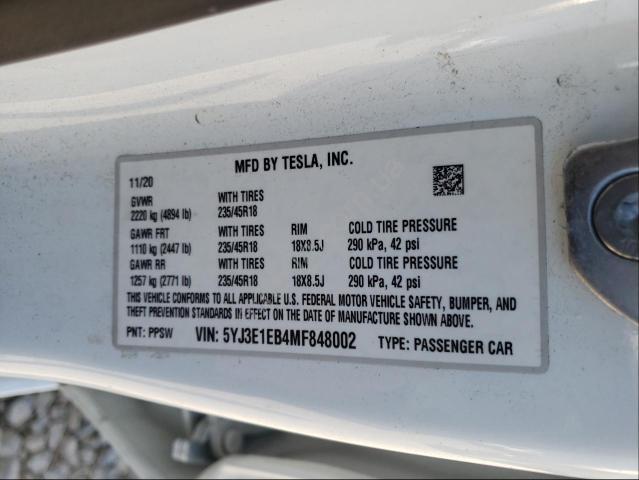 MFD BY TESLA, INC.
11/20
GVWR WITH TIRES
2220 kg (4894 lb) 235/45R18
GAWR FRT WITH TIRES RIM COLD TIRE PRESSURE
1110 kg (2447 lb) 235/45R18 18X8.5J 290 kPa, 42 psi
GAWR RR WITH TIRES RIM COLD TIRE PRESSURE
1257 kg (2771 lb) 235/45R18 18X8.5J 290 kPa, 42 psi
THIS VEHICLE CONFORMS TO ALL APPLICABLE U.S. FEDERAL MOTOR VEHICLE SAFETY, BUMPER, AND
THEFT PREVENTION STANDARDS IN EFFECT ON THE DATE OF MANUFACTURE SHOWN ABOVE.
PNT: PPSW VIN: 5YJ3E1EB4MF848002 TYPE: PASSENGER CAR